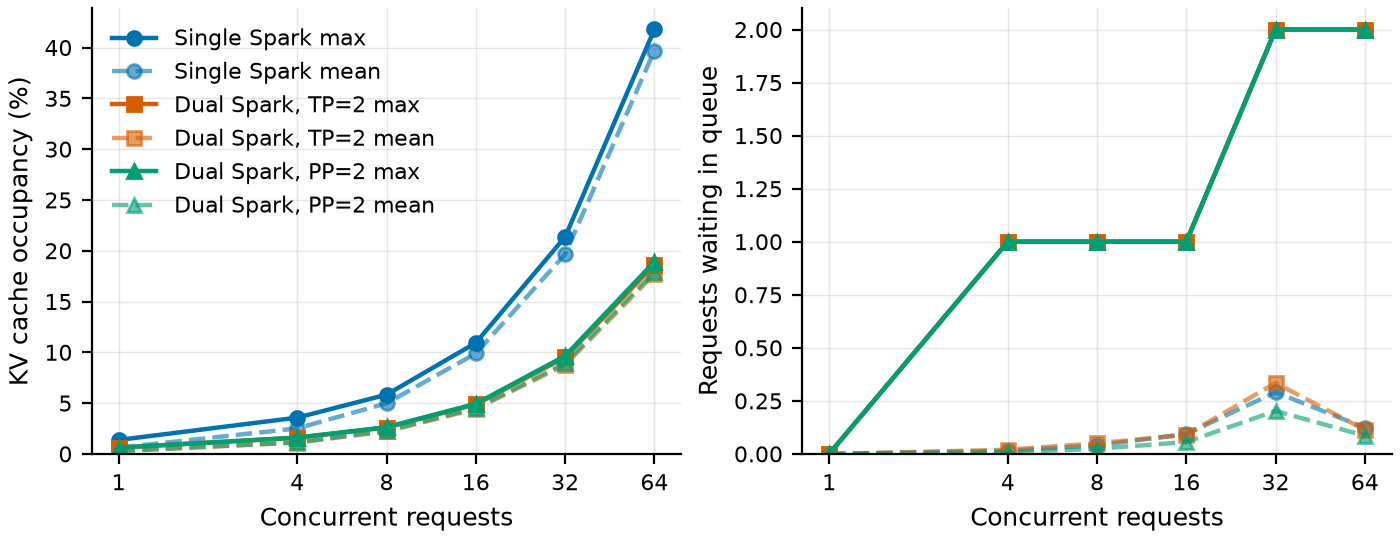 KV cache occupancy (%)
40
35
30
25
20
15
10
5
0
Single Spark max
Single Spark mean
Dual Spark, TP=2 max
Dual Spark, TP=2 mean
Dual Spark, PP=2 max
Dual Spark, PP=2 mean
1 4 8 16 32 64
Concurrent requests
Requests waiting in queue
2.00
1.75
1.50
1.25
1.00
0.75
0.50
0.25
0.00
1 4 8 16 32 64
Concurrent requests